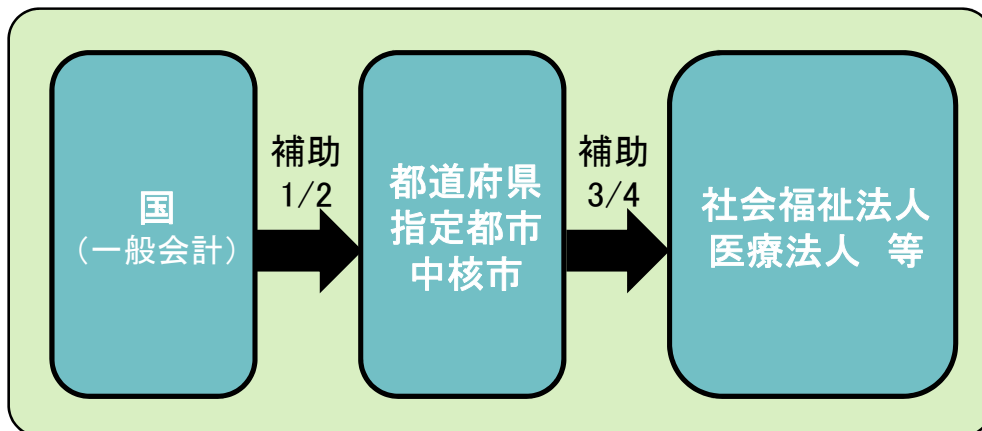 国
（一般会計）
補助
1/2
都道府県
指定都市
中核市
補助
3/4
社会福祉法人
医療法人　等